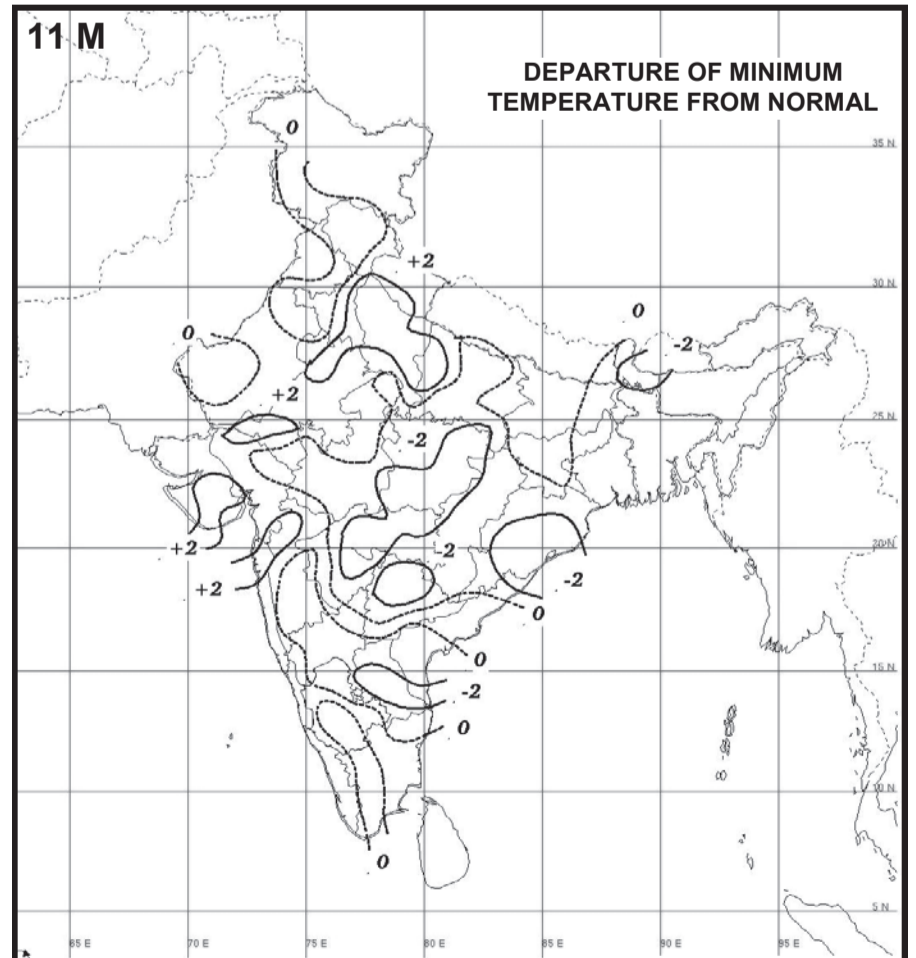 11 M
DEPARTURE OF MINIMUM
TEMPERATURE FROM NORMAL
0
35 N
+2
30 N
0
0
-2
+2
25 N
-2
+2
20 N
-2
+2
-2
0
0
15 N
-2
0
10 N
0
5 N
65 E
70 E
75 E
80 E
85 E
90 E
95 E